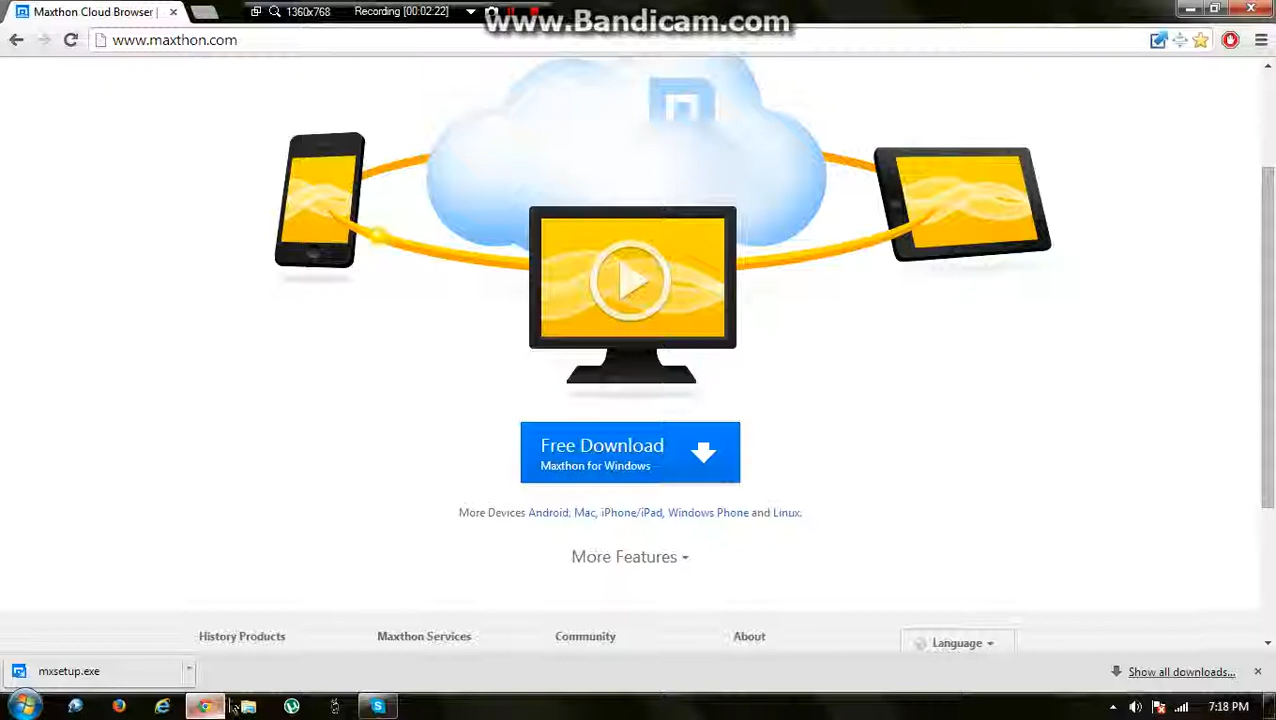 Maxthon Cloud Browser |
1360x768
Recording [00:02:22]
www.Bandicam.com
www.maxthon.com
Free Download
Maxthon for Windows
More Devices Android, Mac, iPhone/iPad, Windows Phone and Linux.
More Features
History Products
Maxthon Services
Community
About
Language
mxsetup.exe
Show all downloads...
7:18 PM